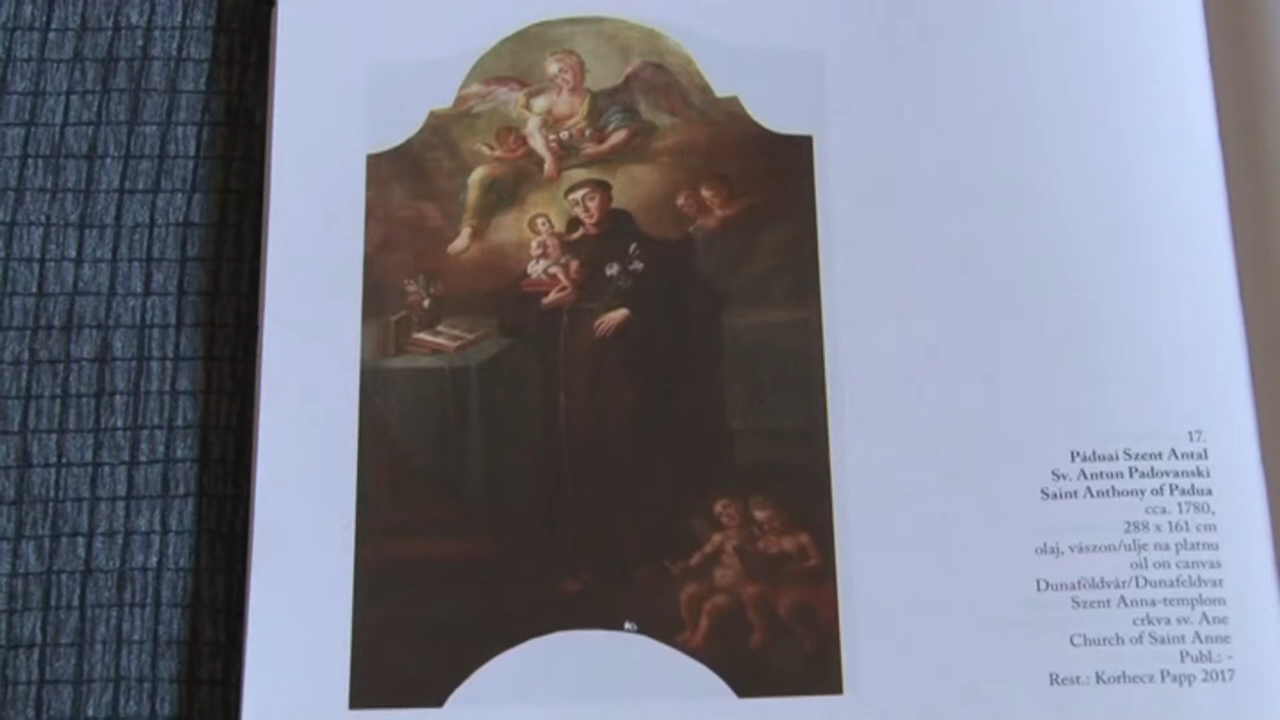 17.
Páduai Szent Antal
Sv. Antun Padovanski
Saint Anthony of Padua
cca. 1780,
288 x 161 cm
olaj, vászon/ulje na platnu
oil on canvas
Dunaföldvár/Dunafeldvar
Szent Anna-templom
crkva sv. Ane
Church of Saint Anne
Publ.: -
Rest.: Korhecz Papp 2017